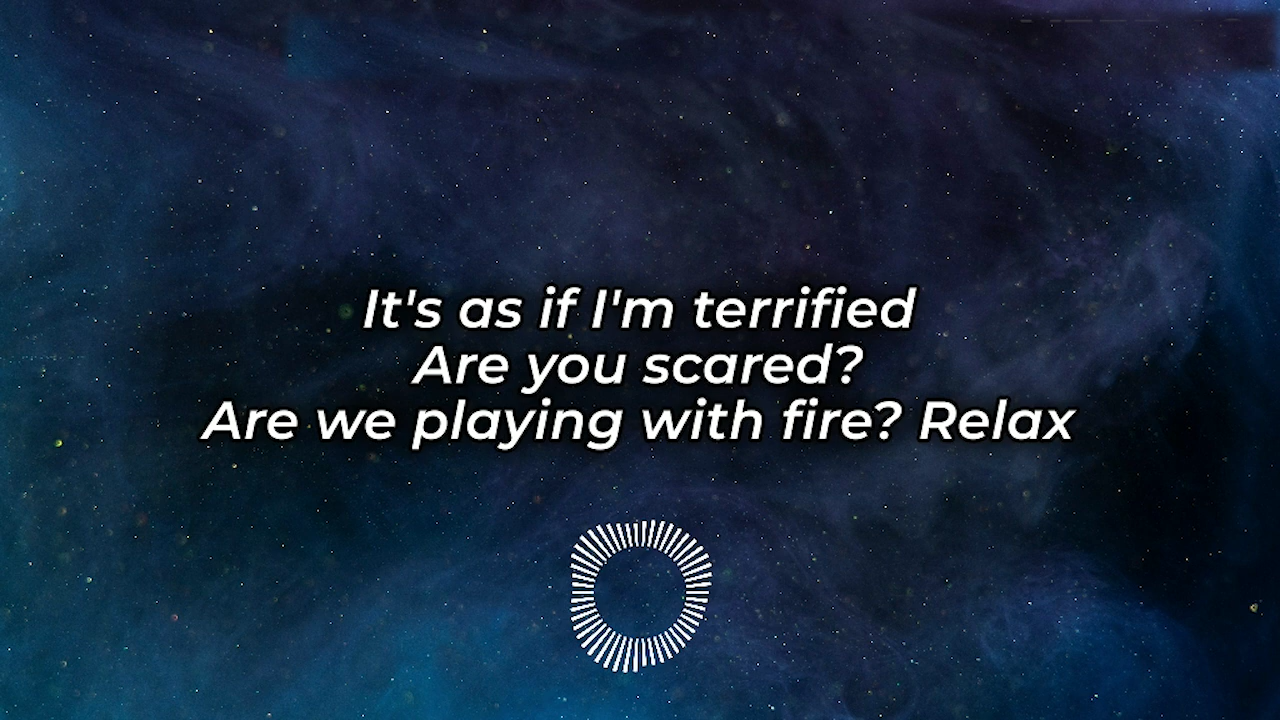 It's as if I'm terrified
Are you scared?
Are we playing with fire? Relax